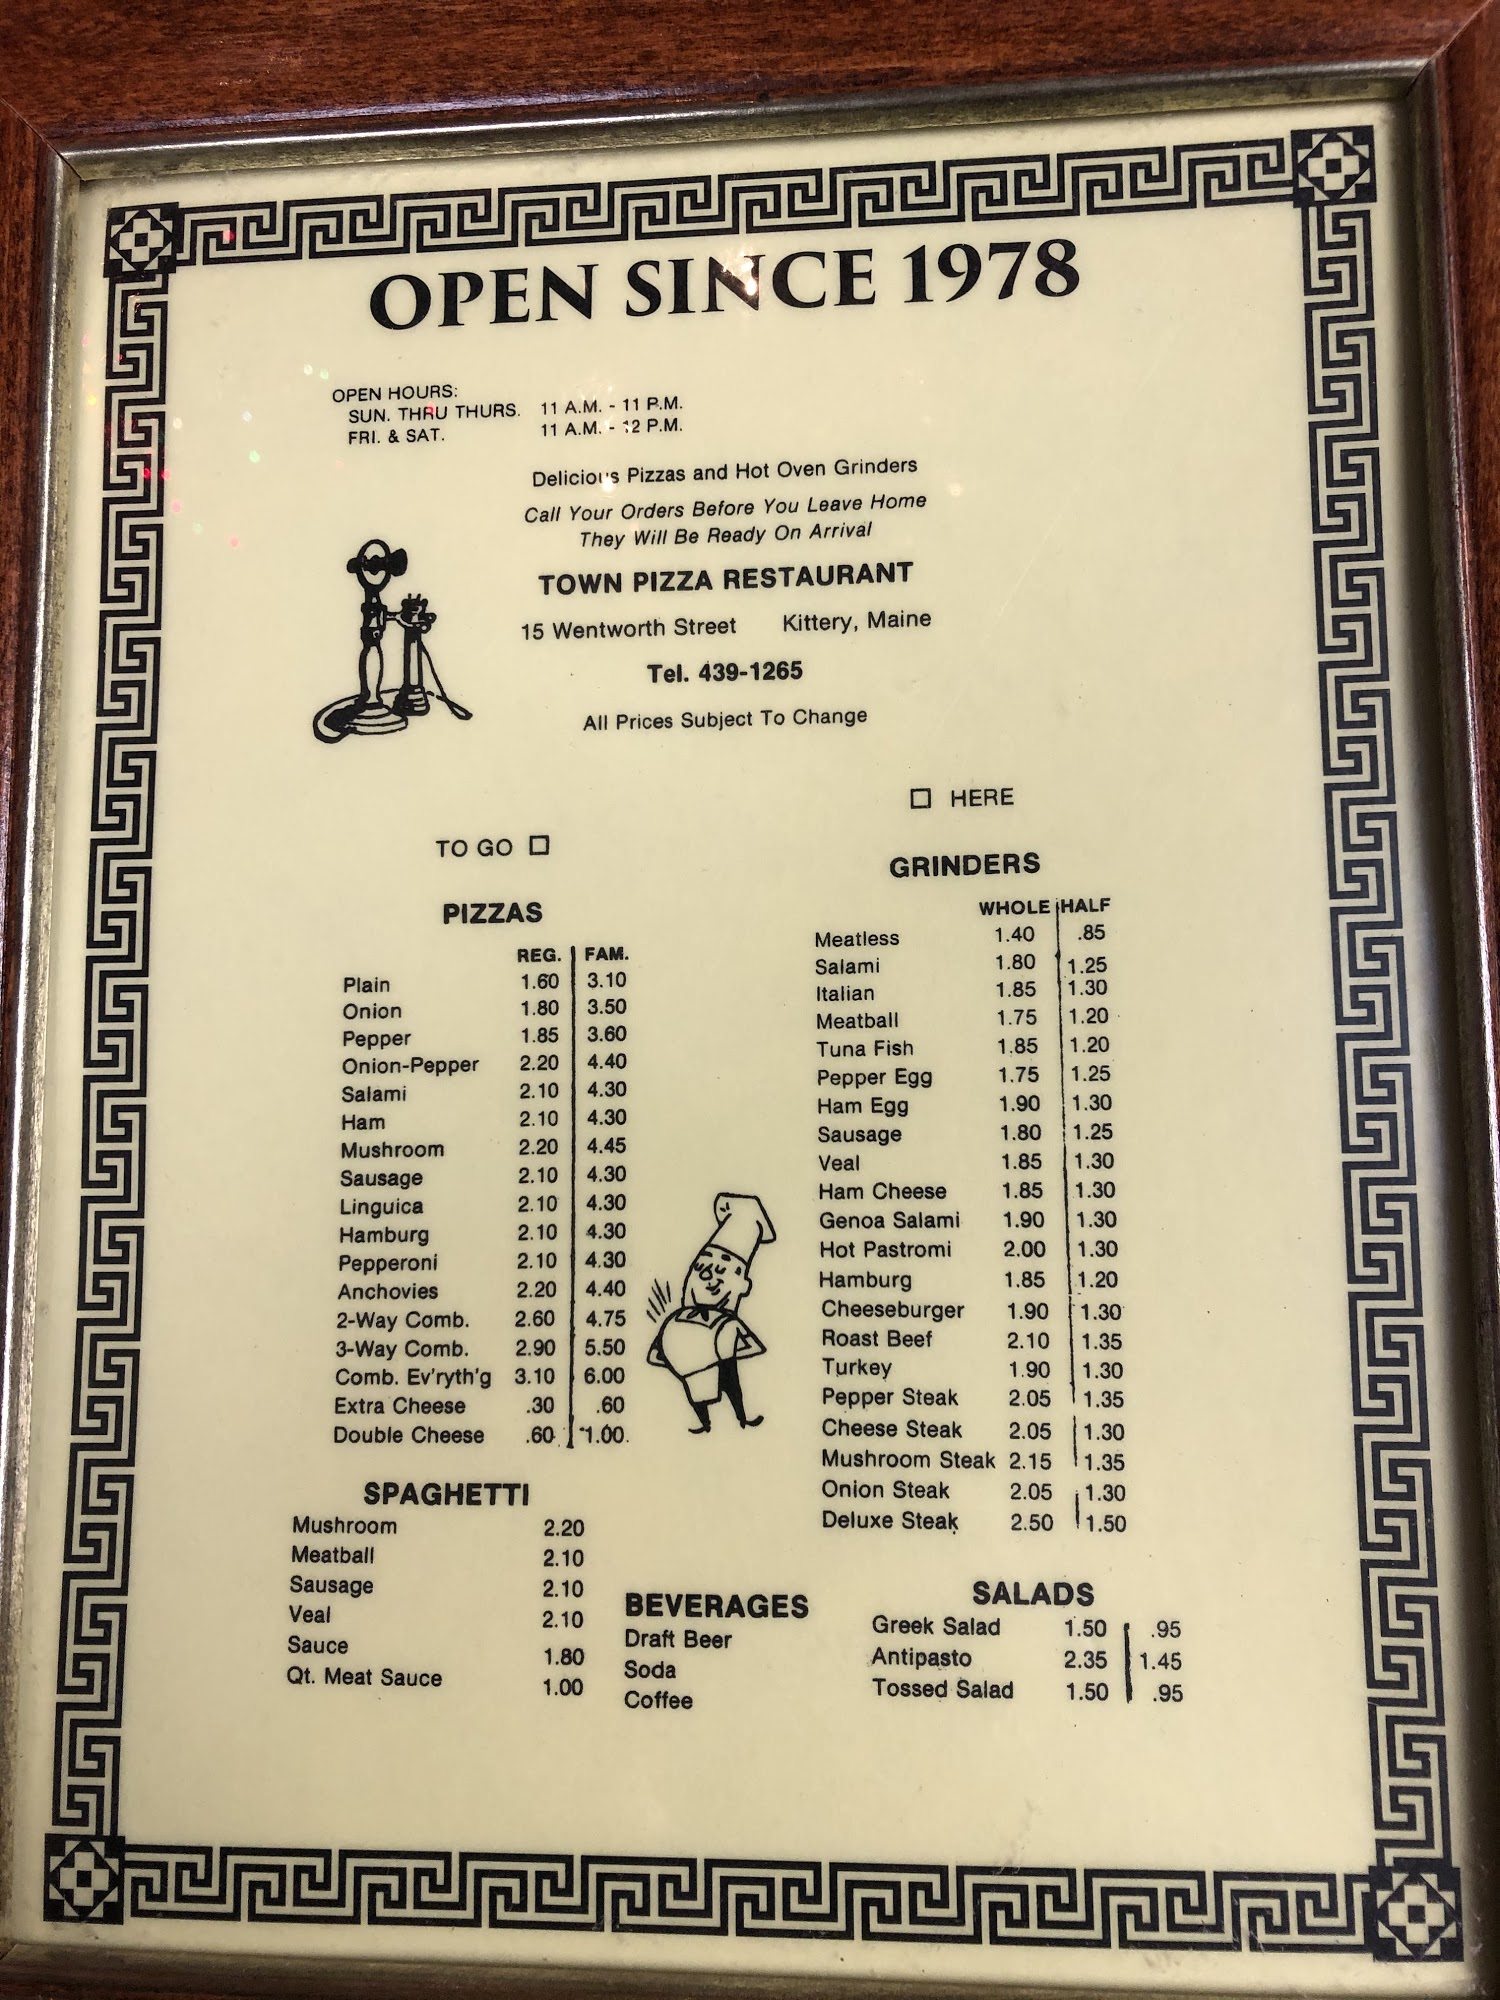 OPEN SINCE 1978
OPEN HOURS:
SUN. THRU THURS. 11 A.M. - 11 P.M.
FRI. & SAT. 11 A.M. - 12 P.M.
Delicious Pizzas and Hot Oven Grinders
Call Your Orders Before You Leave Home
They Will Be Ready On Arrival
TOWN PIZZA RESTAURANT
15 Wentworth Street Kittery, Maine
Tel. 439-1265
All Prices Subject To Change
TO GO
PIZZAS
REG. FAM.
Plain 1.60 3.10
Onion 1.80 3.50
Pepper 1.85 3.60
Onion-Pepper 2.20 4.40
Salami 2.10 4.30
Ham 2.10 4.30
Mushroom 2.20 4.45
Sausage 2.10 4.30
Linguica 2.10 4.30
Hamburg 2.10 4.30
Pepperoni 2.10 4.30
Anchovies 2.20 4.40
2-Way Comb. 2.60 4.75
3-Way Comb. 2.90 5.50
Comb. Ev'ryth'g 3.10 6.00
Extra Cheese .30 .60
Double Cheese .60 1.00
SPAGHETTI
Mushroom 2.20
Meatball 2.10
Sausage 2.10
Veal 2.10
Sauce 1.80
Qt. Meat Sauce 1.00
HERE
GRINDERS
WHOLE HALF
Meatless 1.40 .85
Salami 1.80 1.25
Italian 1.85 1.30
Meatball 1.75 1.20
Tuna Fish 1.85 1.20
Pepper Egg 1.75 1.25
Ham Egg 1.90 1.30
Sausage 1.80 1.25
Veal 1.85 1.30
Ham Cheese 1.85 1.30
Genoa Salami 1.90 1.30
Hot Pastromi 2.00 1.30
Hamburg 1.85 1.20
Cheeseburger 1.90 1.30
Roast Beef 2.10 1.35
Turkey 1.90 1.30
Pepper Steak 2.05 1.35
Cheese Steak 2.05 1.30
Mushroom Steak 2.15 1.35
Onion Steak 2.05 1.30
Deluxe Steak 2.50 1.50
BEVERAGES
Draft Beer
Soda
Coffee
SALADS
Greek Salad 1.50 .95
Antipasto 2.35 1.45
Tossed Salad 1.50 .95